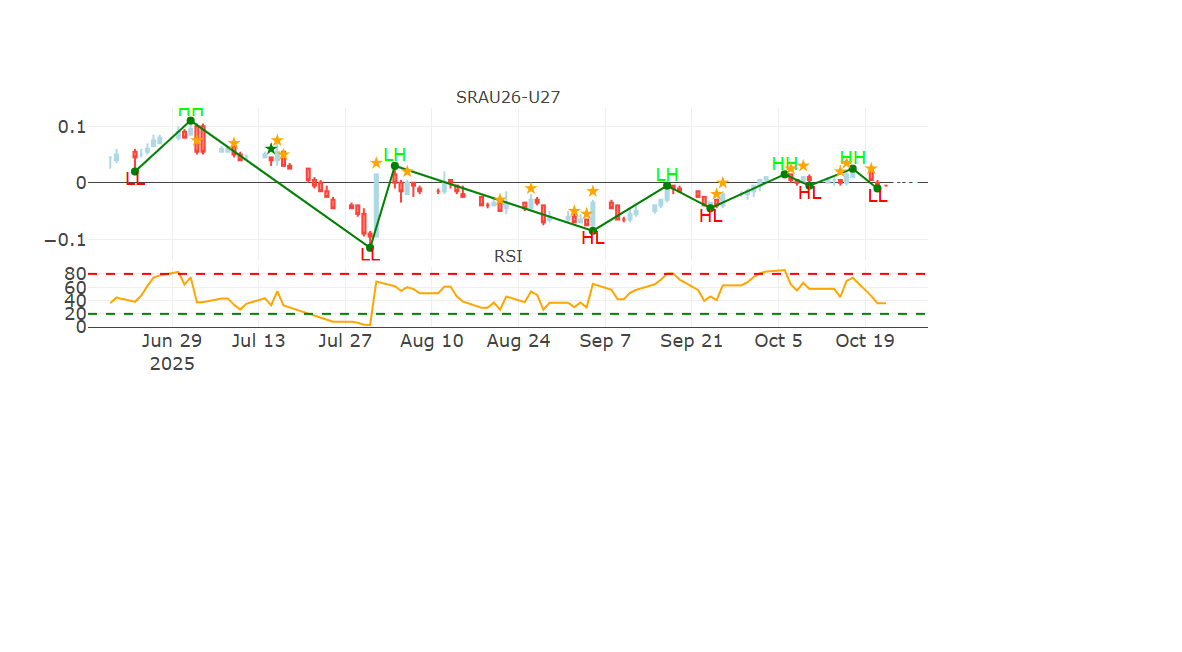 SRAU26-U27
HH
0.1
LH
HH
HH
LH
LL
0
HL
LL
HL
HL
−0.1
LL
RSI
80
60
40
20
0
Jun 29 Jul 13 Jul 27 Aug 10 Aug 24 Sep 7 Sep 21 Oct 5 Oct 19
2025